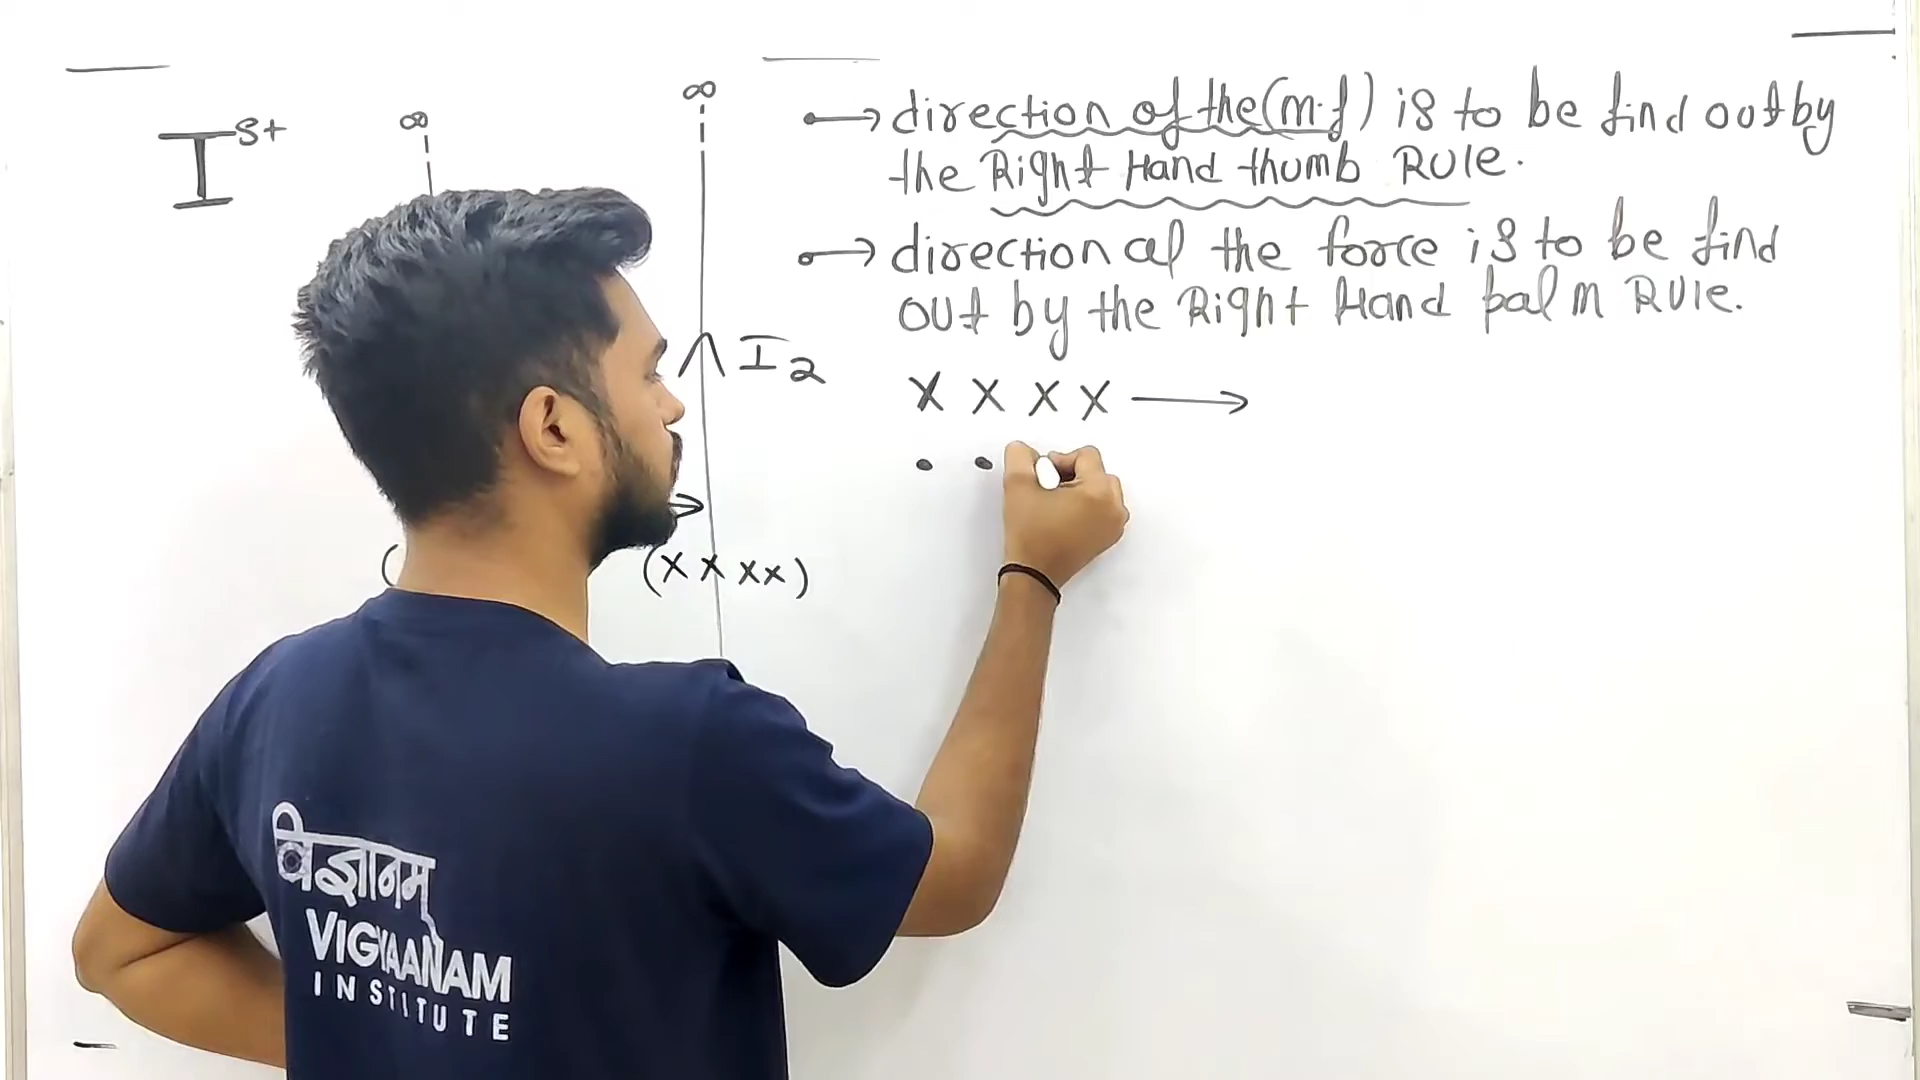 I st
∞
∞
I2
(
(x x x x)
•→ direction of the (m.f) is to be find out by
the Right Hand thumb RULE.
•→ direction of the force is to be find
out by the Right Hand palm RULE.
X X X X →
• •
विज्ञानम्
VIGYAANAM
INSTITUTE